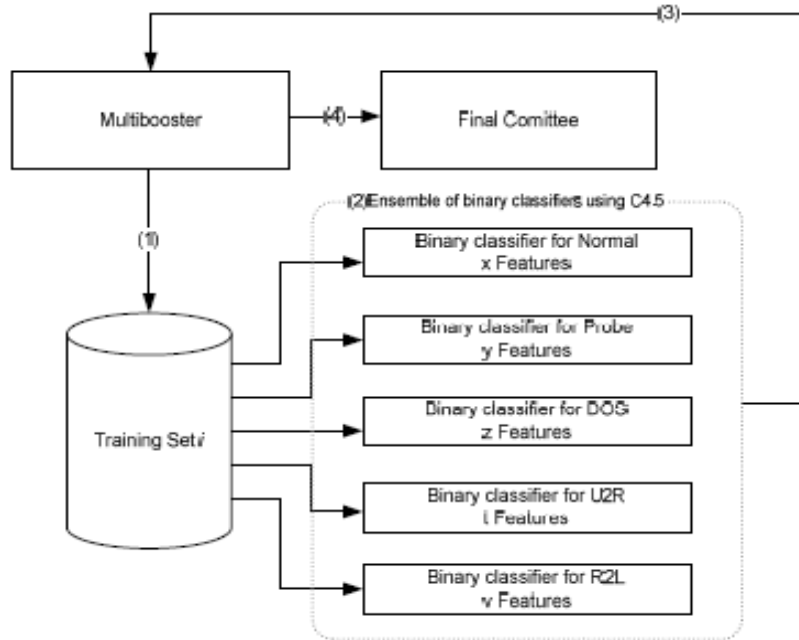 (3)
Multibooster
(4)
Final Comittee
(2)Ensemble of binary classifiers using C4.5
(1)
Binary classifier for Normal
x Features
Binary classifier for Probe
y Features
Training Set i
Binary classifier for DOS
z Features
Binary classifier for U2R
t Features
Binary classifier for R2L
v Features